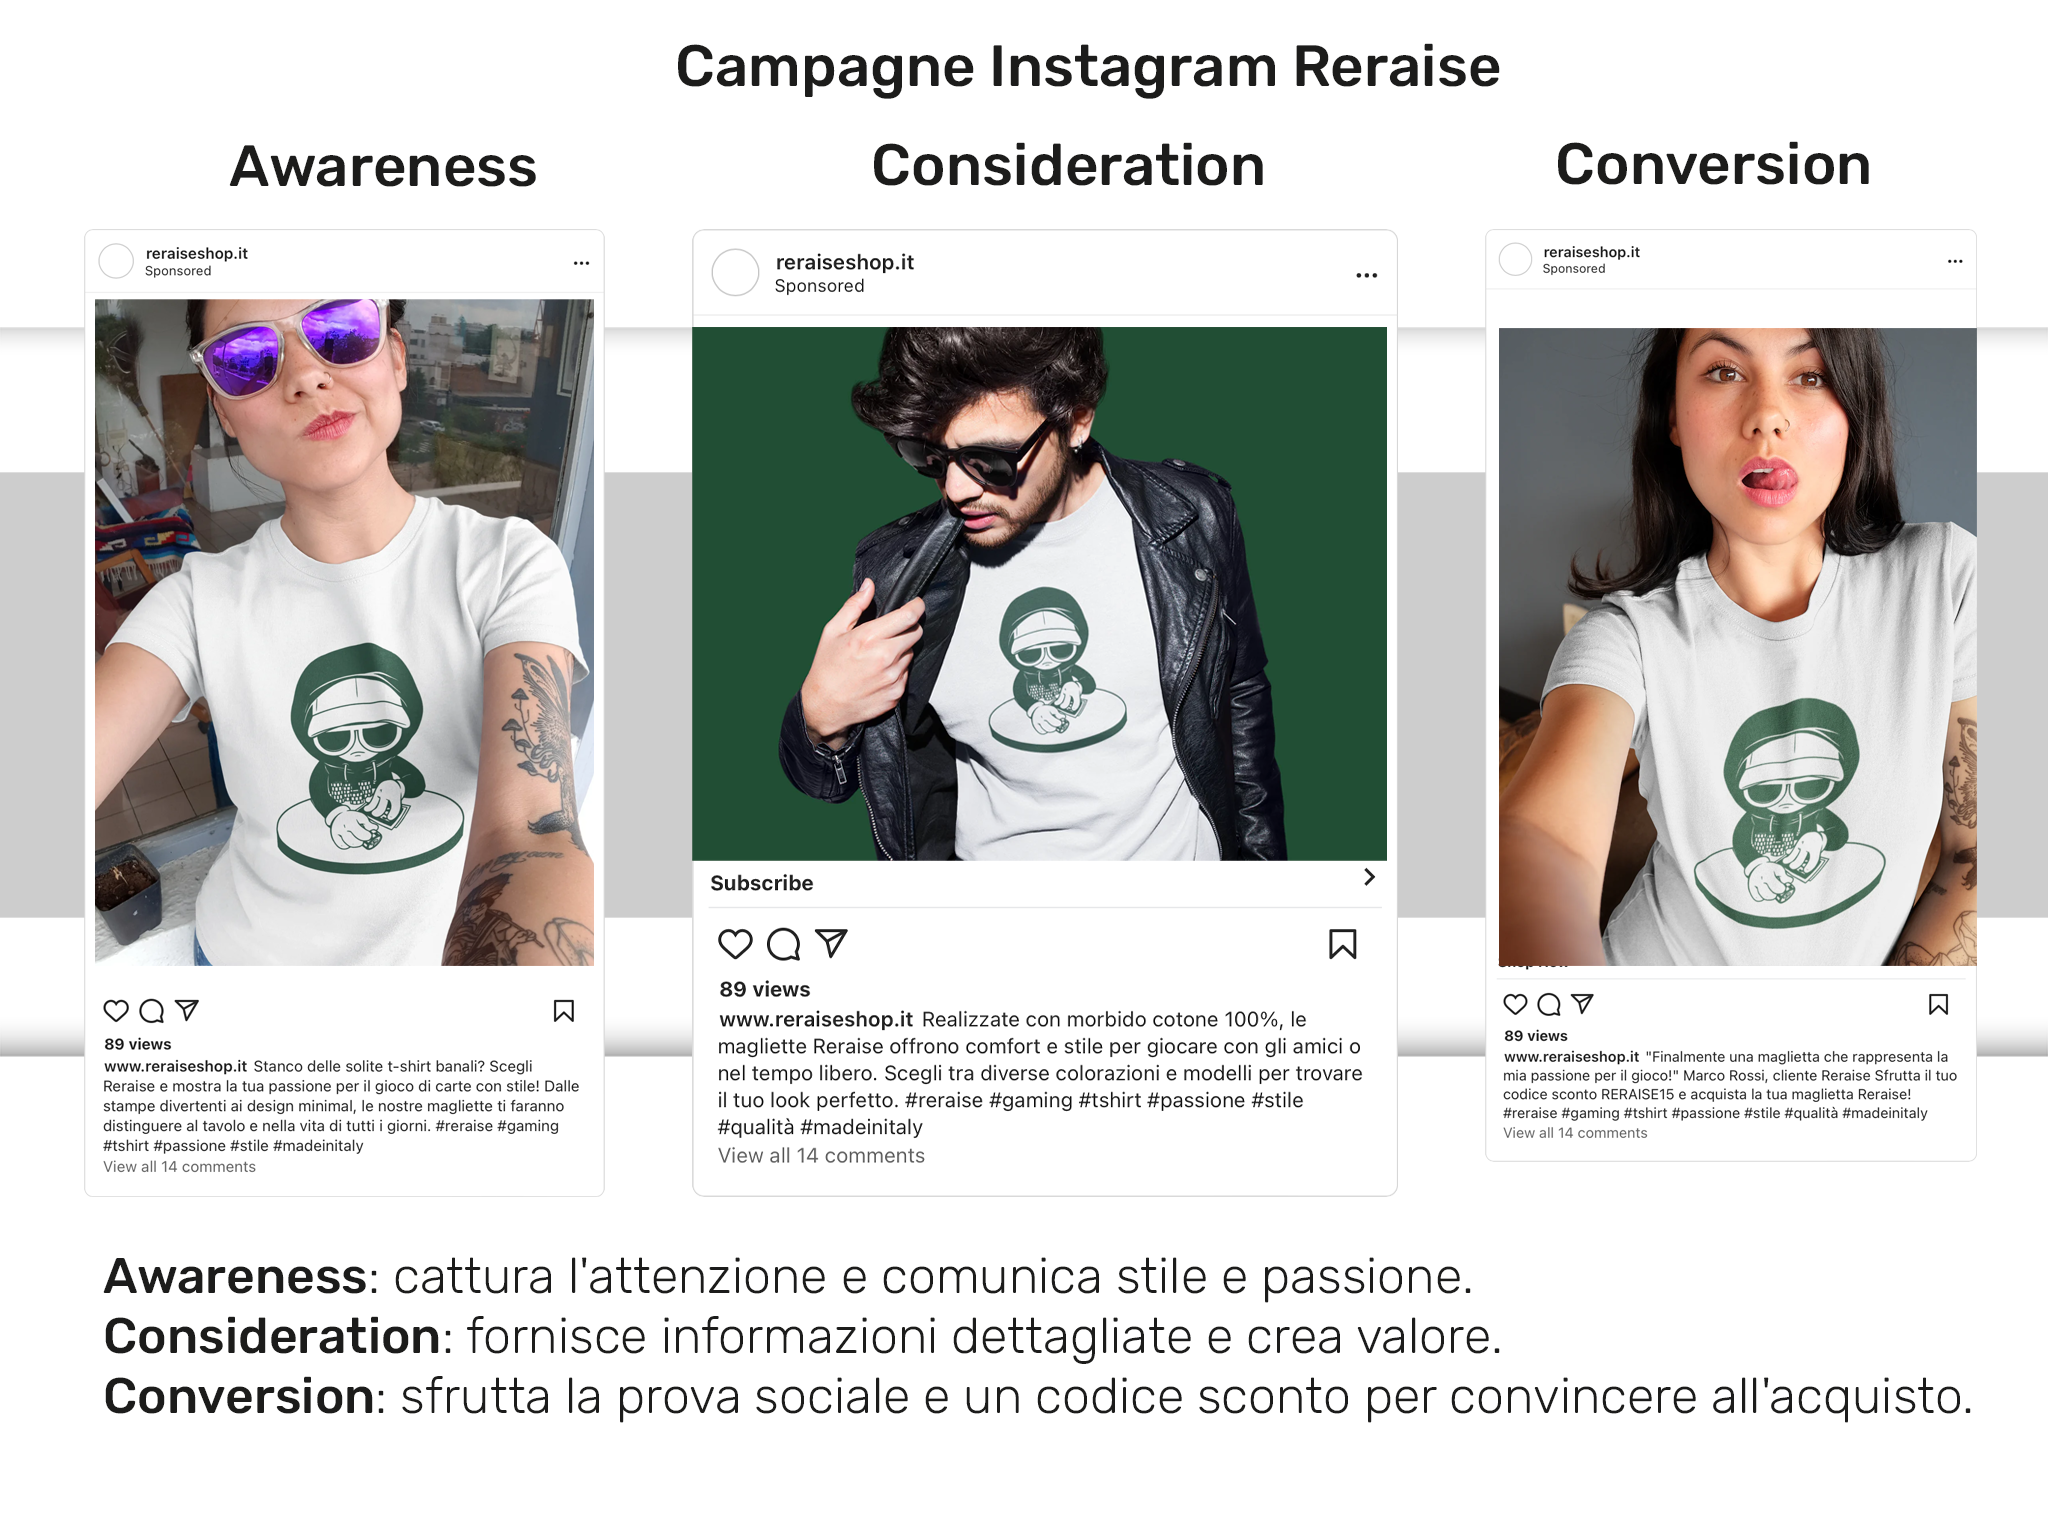 Campagne Instagram Reraise
Awareness
Consideration
Conversion
reraiseshop.it
Sponsored
89 views
www.reraiseshop.it Stanco delle solite t-shirt banali? Scegli
Reraise e mostra la tua passione per il gioco di carte con stile! Dalle
stampe divertenti ai design minimal, le nostre magliette ti faranno
distinguere al tavolo e nella vita di tutti i giorni. #reraise #gaming
#tshirt #passione #stile #madeinitaly
View all 14 comments
reraiseshop.it
Sponsored
Subscribe
89 views
www.reraiseshop.it Realizzate con morbido cotone 100%, le
magliette Reraise offrono comfort e stile per giocare con gli amici o
nel tempo libero. Scegli tra diverse colorazioni e modelli per trovare
il tuo look perfetto. #reraise #gaming #tshirt #passione #stile
#qualità #madeinitaly
View all 14 comments
reraiseshop.it
Sponsored
89 views
www.reraiseshop.it "Finalmente una maglietta che rappresenta la
mia passione per il gioco!" Marco Rossi, cliente Reraise Sfrutta il tuo
codice sconto RERAISE15 e acquista la tua maglietta Reraise!
#reraise #gaming #tshirt #passione #stile #qualità #madeinitaly
View all 14 comments
Awareness: cattura l'attenzione e comunica stile e passione.
Consideration: fornisce informazioni dettagliate e crea valore.
Conversion: sfrutta la prova sociale e un codice sconto per convincere all'acquisto.